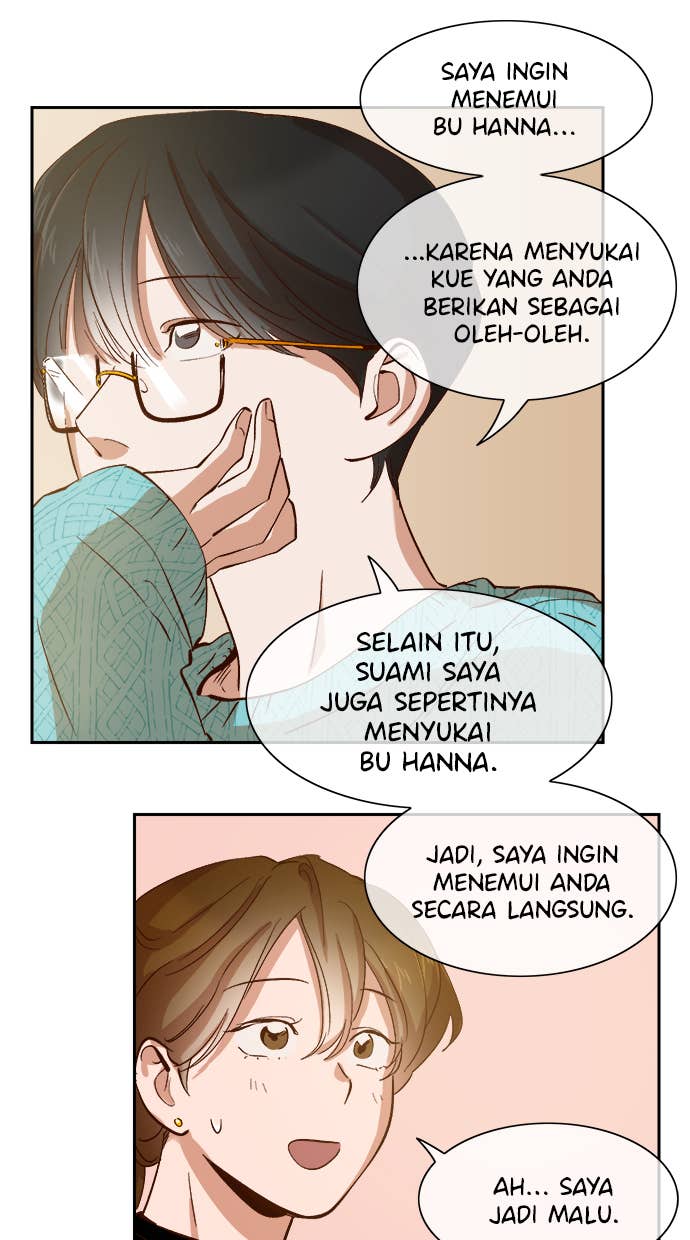 SAYA INGIN
MENEMUI
BU HANNA...
...KARENA MENYUKAI
KUE YANG ANDA
BERIKAN SEBAGAI
OLEH-OLEH.
SELAIN ITU,
SUAMI SAYA
JUGA SEPERTINYA
MENYUKAI
BU HANNA.
JADI, SAYA INGIN
MENEMUI ANDA
SECARA LANGSUNG.
AH... SAYA
JADI MALU.